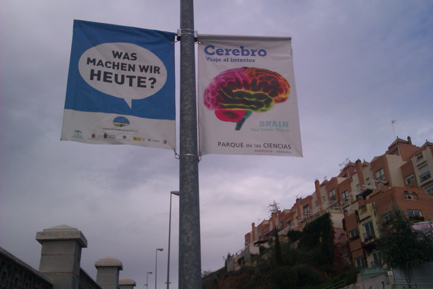 WAS
MACHEN WIR
HEUTE?
Cerebro
Viaje al interior
BRAIN
PARQUE de las CIENCIAS